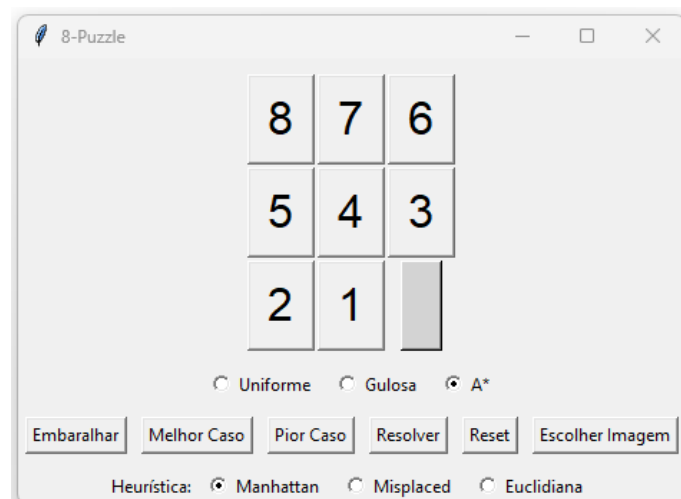 8-Puzzle
8 7 6
5 4 3
2 1
Uniforme Gulosa A*
Embaralhar Melhor Caso Pior Caso Resolver Reset Escolher Imagem
Heurística: Manhattan Misplaced Euclidiana